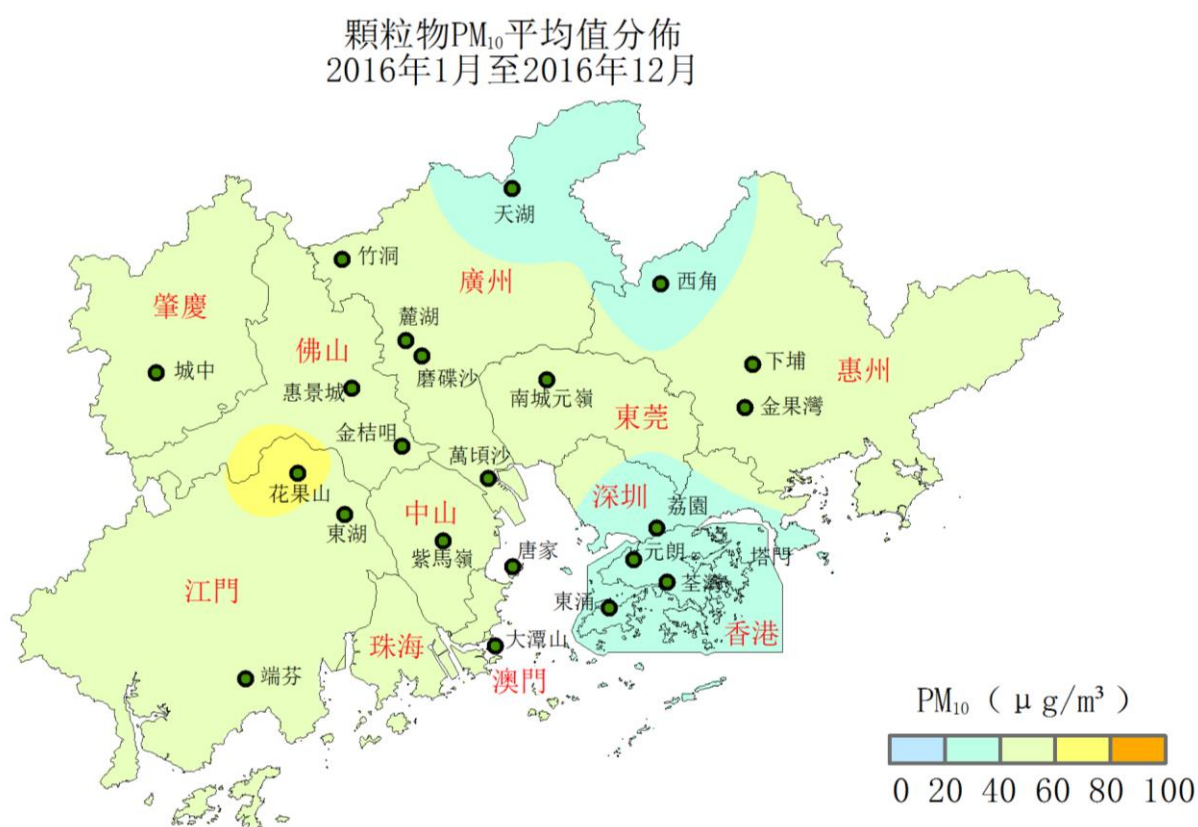 顆粒物PM₁₀平均值分佈
2016年1月至2016年12月
天湖
竹洞
廣州
西角
肇慶
麓湖
佛山
磨碟沙
下埔
惠州
城中
惠景城
南城元嶺
金果灣
東莞
金桔咀
萬頃沙
花果山
深圳
荔園
東湖
中山
紫馬嶺
唐家
元朗
塔門
荃灣
江門
東涌
珠海
大潭山
香港
端芬
澳門
PM₁₀ ( μg/m³ )
0 20 40 60 80 100